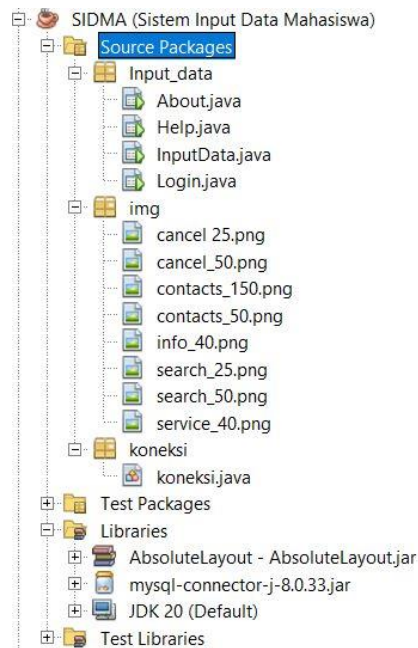 SIDMA (Sistem Input Data Mahasiswa)
Source Packages
Input_data
About.java
Help.java
InputData.java
Login.java
img
cancel 25.png
cancel_50.png
contacts_150.png
contacts_50.png
info_40.png
search_25.png
search_50.png
service_40.png
koneksi
koneksi.java
Test Packages
Libraries
AbsoluteLayout - AbsoluteLayout.jar
mysql-connector-j-8.0.33.jar
JDK 20 (Default)
Test Libraries